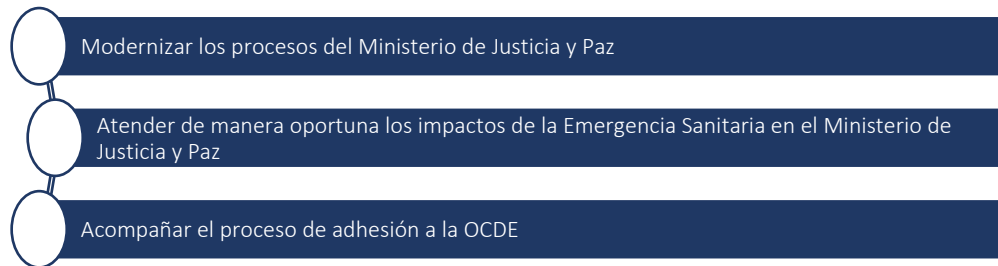 Modernizar los procesos del Ministerio de Justicia y Paz
Atender de manera oportuna los impactos de la Emergencia Sanitaria en el Ministerio de
Justicia y Paz
Acompañar el proceso de adhesión a la OCDE